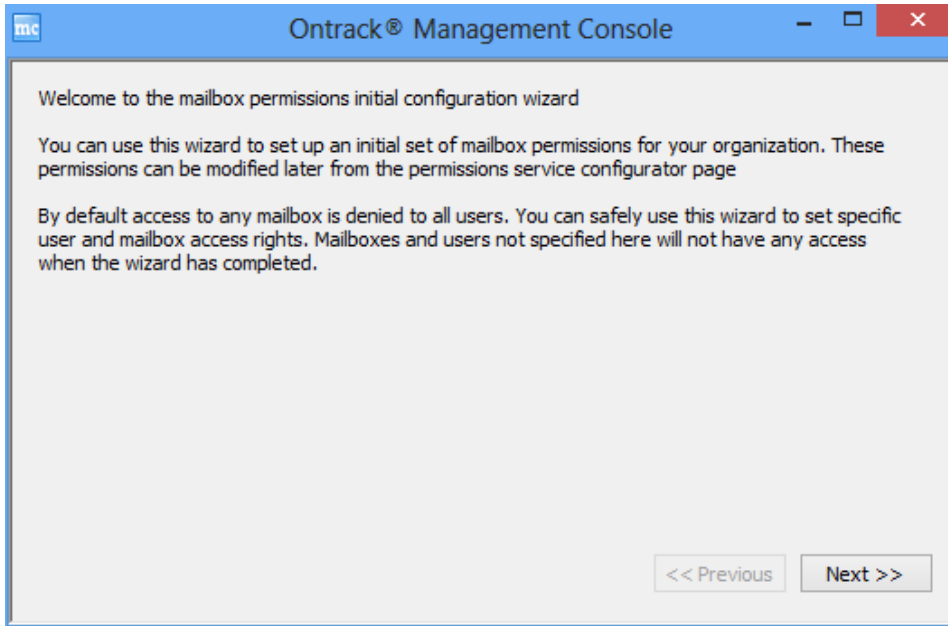 mc
Ontrack® Management Console
Welcome to the mailbox permissions initial configuration wizard
You can use this wizard to set up an initial set of mailbox permissions for your organization. These
permissions can be modified later from the permissions service configurator page
By default access to any mailbox is denied to all users. You can safely use this wizard to set specific
user and mailbox access rights. Mailboxes and users not specified here will not have any access
when the wizard has completed.
<< Previous
Next >>